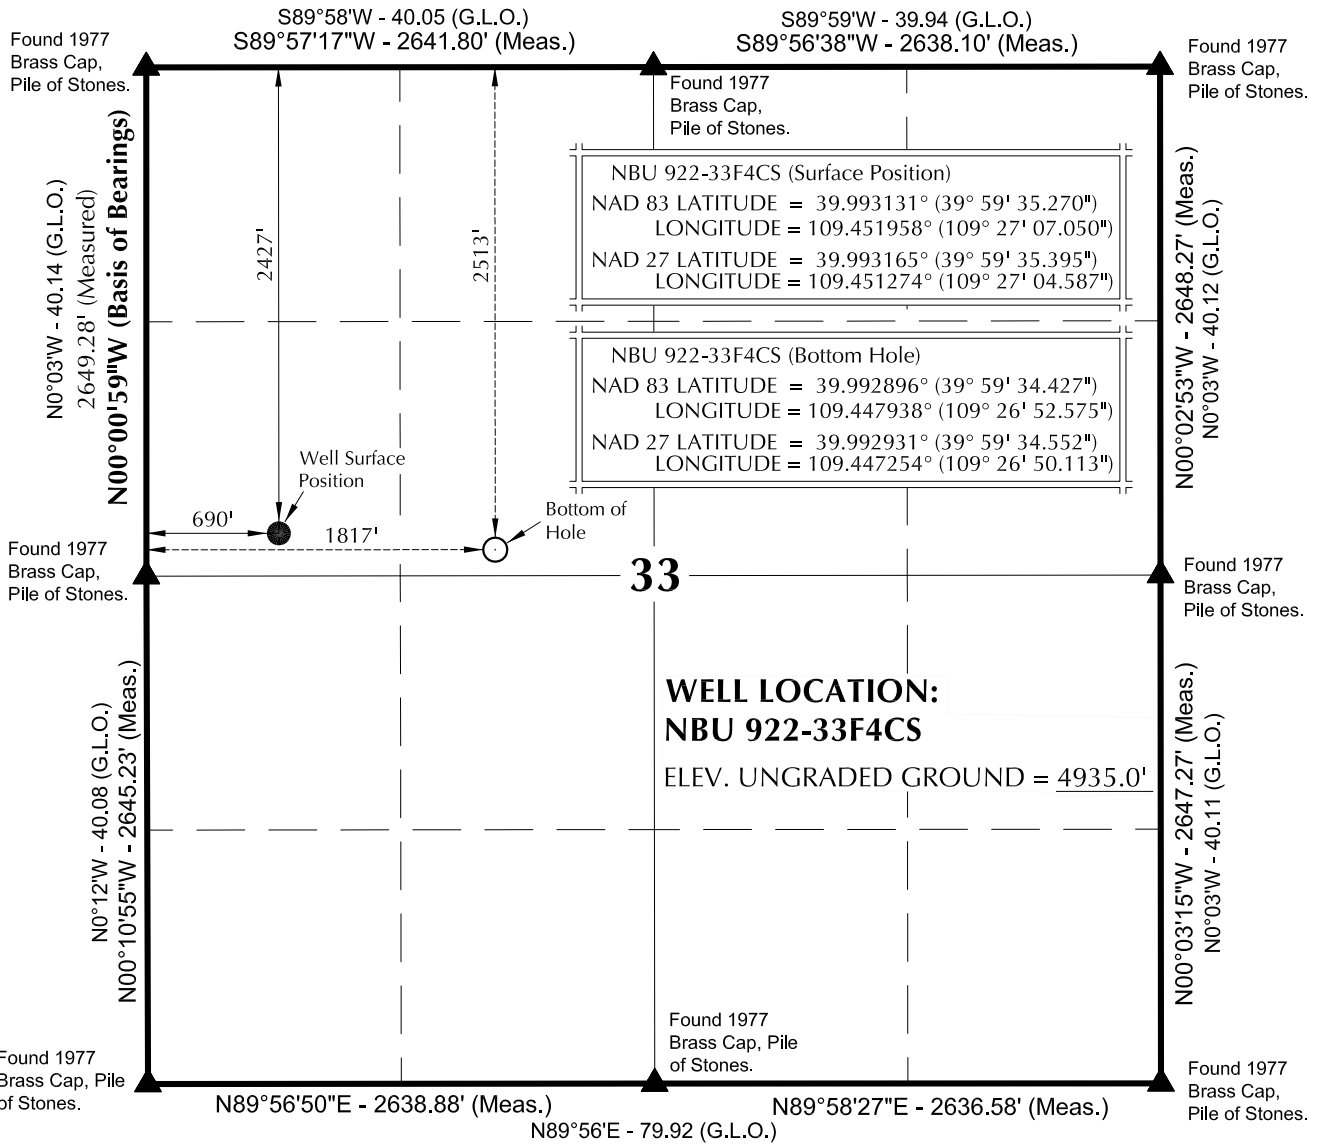 S89°58'W - 40.05 (G.L.O.)
S89°57'17"W - 2641.80' (Meas.)
S89°59'W - 39.94 (G.L.O.)
S89°56'38"W - 2638.10' (Meas.)
Found 1977
Brass Cap,
Pile of Stones.
Found 1977
Brass Cap,
Pile of Stones.
Found 1977
Brass Cap,
Pile of Stones.
N0°03'W - 40.14 (G.L.O.)
2649.28' (Measured)
N00°00'59"W (Basis of Bearings)
2427'
2513'
NBU 922-33F4CS (Surface Position)
NAD 83 LATITUDE = 39.993131° (39° 59' 35.270")
LONGITUDE = 109.451958° (109° 27' 07.050")
NAD 27 LATITUDE = 39.993165° (39° 59' 35.395")
LONGITUDE = 109.451274° (109° 27' 04.587")
NBU 922-33F4CS (Bottom Hole)
NAD 83 LATITUDE = 39.992896° (39° 59' 34.427")
LONGITUDE = 109.447938° (109° 26' 52.575")
NAD 27 LATITUDE = 39.992931° (39° 59' 34.552")
LONGITUDE = 109.447254° (109° 26' 50.113")
N00°02'53"W - 2648.27' (Meas.)
N0°03'W - 40.12 (G.L.O.)
Well Surface
Position
690'
1817'
Bottom of
Hole
Found 1977
Brass Cap,
Pile of Stones.
33
Found 1977
Brass Cap,
Pile of Stones.
WELL LOCATION:
NBU 922-33F4CS
ELEV. UNGRADED GROUND = 4935.0'
N0°12'W - 40.08 (G.L.O.)
N00°10'55"W - 2645.23' (Meas.)
N00°03'15"W - 2647.27' (Meas.)
N0°03'W - 40.11 (G.L.O.)
Found 1977
Brass Cap, Pile
of Stones.
Found 1977
Brass Cap, Pile
of Stones.
Found 1977
Brass Cap,
Pile of Stones.
N89°56'50"E - 2638.88' (Meas.)
N89°58'27"E - 2636.58' (Meas.)
N89°56'E - 79.92 (G.L.O.)